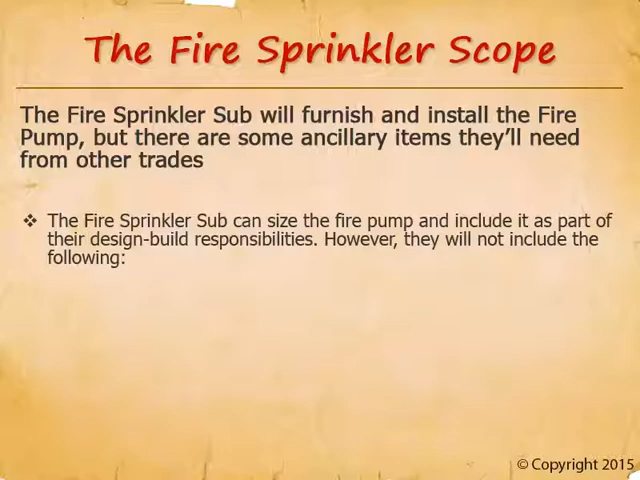 The Fire Sprinkler Scope
The Fire Sprinkler Sub will furnish and install the Fire
Pump, but there are some ancillary items they’ll need
from other trades
❖ The Fire Sprinkler Sub can size the fire pump and include it as part of
their design-build responsibilities. However, they will not include the
following:
© Copyright 2015